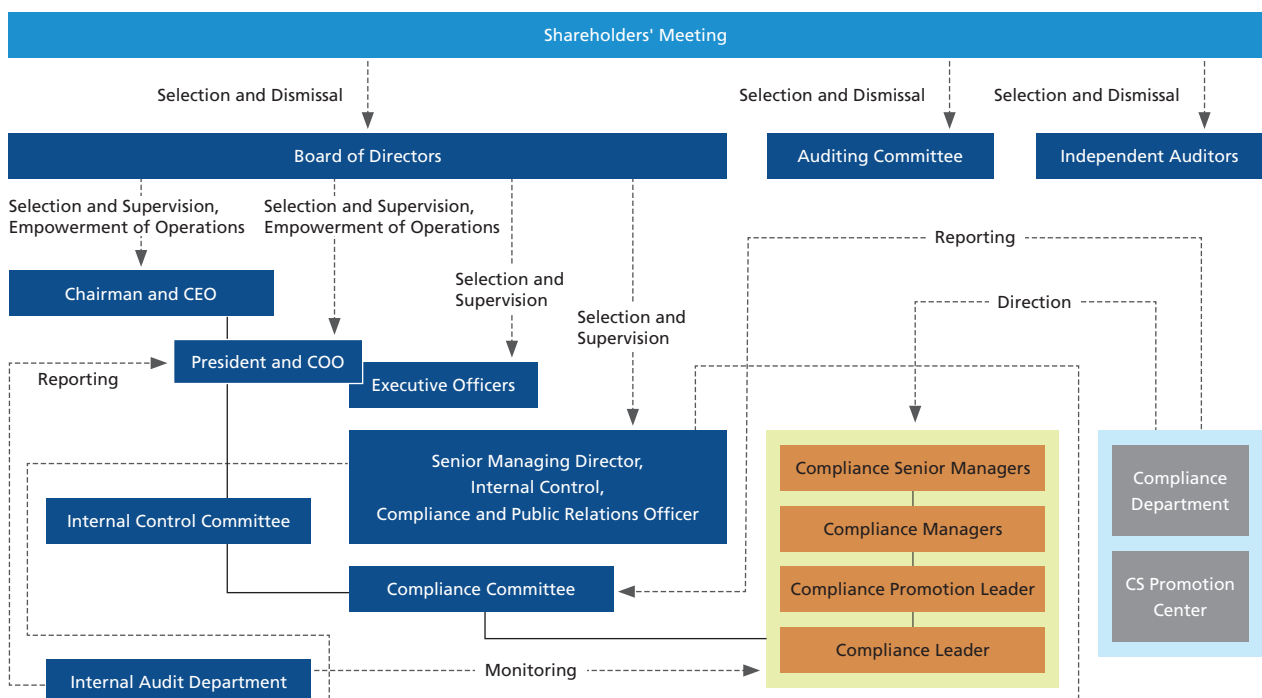 Shareholders' Meeting
Selection and Dismissal
Selection and Dismissal
Selection and Dismissal
Board of Directors
Auditing Committee
Independent Auditors
Selection and Supervision,
Empowerment of Operations
Selection and Supervision,
Empowerment of Operations
Reporting
Chairman and CEO
Selection and
Supervision
Direction
Selection and
Supervision
President and COO
Reporting
Executive Officers
Senior Managing Director,
Internal Control,
Compliance and Public Relations Officer
Compliance Senior Managers
Compliance
Department
Internal Control Committee
Compliance Managers
Compliance Committee
Compliance Promotion Leader
CS Promotion
Center
Compliance Leader
Monitoring
Internal Audit Department